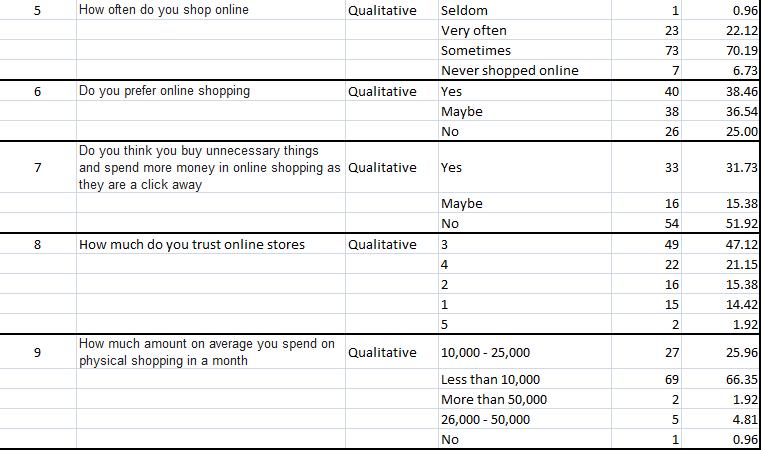 5 How often do you shop online Qualitative Seldom 1 0.96
Very often 23 22.12
Sometimes 73 70.19
Never shopped online 7 6.73
6 Do you prefer online shopping Qualitative Yes 40 38.46
Maybe 38 36.54
No 26 25.00
Do you think you buy unnecessary things
7 and spend more money in online shopping as Qualitative Yes 33 31.73
they are a click away
Maybe 16 15.38
No 54 51.92
8 How much do you trust online stores Qualitative 3 49 47.12
4 22 21.15
2 16 15.38
1 15 14.42
5 2 1.92
How much amount on average you spend on
9 physical shopping in a month Qualitative 10,000 - 25,000 27 25.96
Less than 10,000 69 66.35
More than 50,000 2 1.92
26,000 - 50,000 5 4.81
No 1 0.96